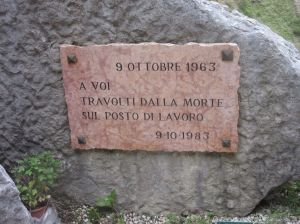 9 OTTOBRE 1963
A VOI
TRAVOLTI DALLA MORTE
SUL POSTO DI LAVORO
9·10·1983